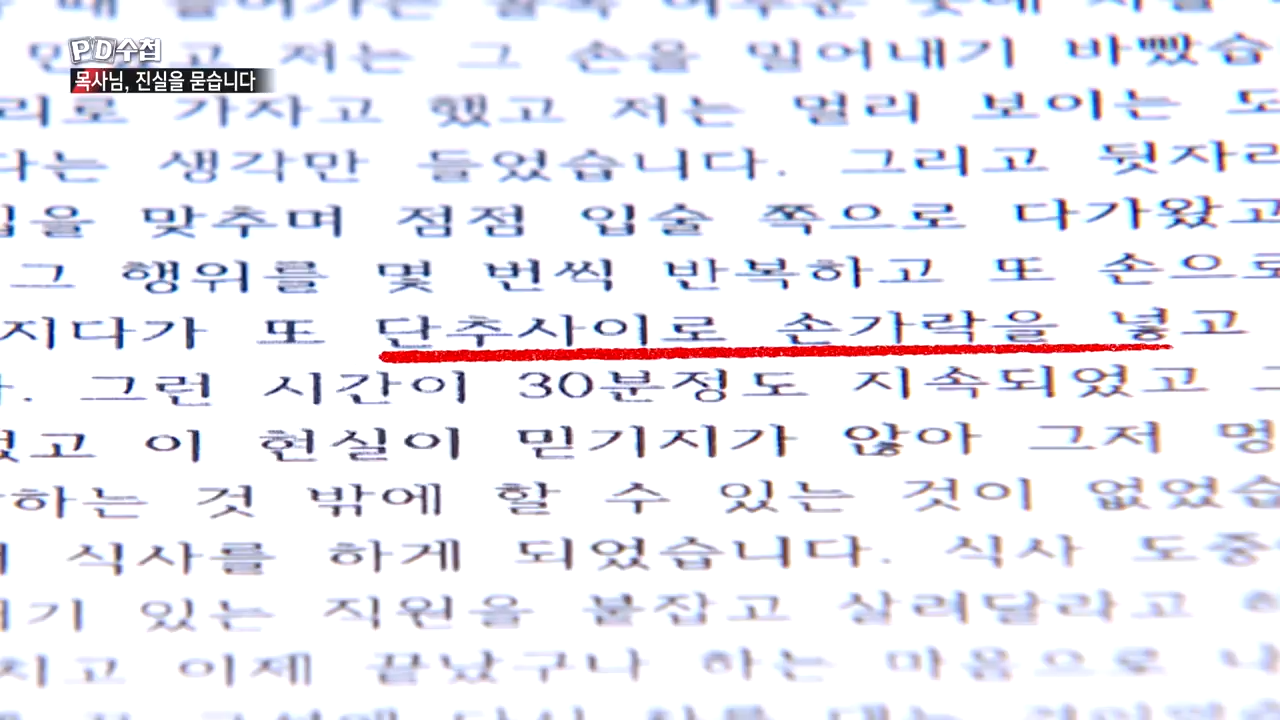 PD수첩
목사님, 진실을 묻습니다
고 저는 그 손을 밀어내기 바빴습
리로 가자고 했고 저는 멀리 보이는 도
다는 생각만 들었습니다. 그리고 뒷자리
입을 맞추며 점점 입술 쪽으로 다가왔고
그 행위를 몇 번씩 반복하고 또 손으로
지다가 또 단추사이로 손가락을 넣고
. 그런 시간이 30분정도 지속되었고 그
었고 이 현실이 믿기지가 않아 그저 멍
하는 것 밖에 할 수 있는 것이 없었습
식사를 하게 되었습니다. 식사 도중
기 있는 직원을 붙잡고 살려달라고
치고 이제 끝났구나 하는 마음으로 나